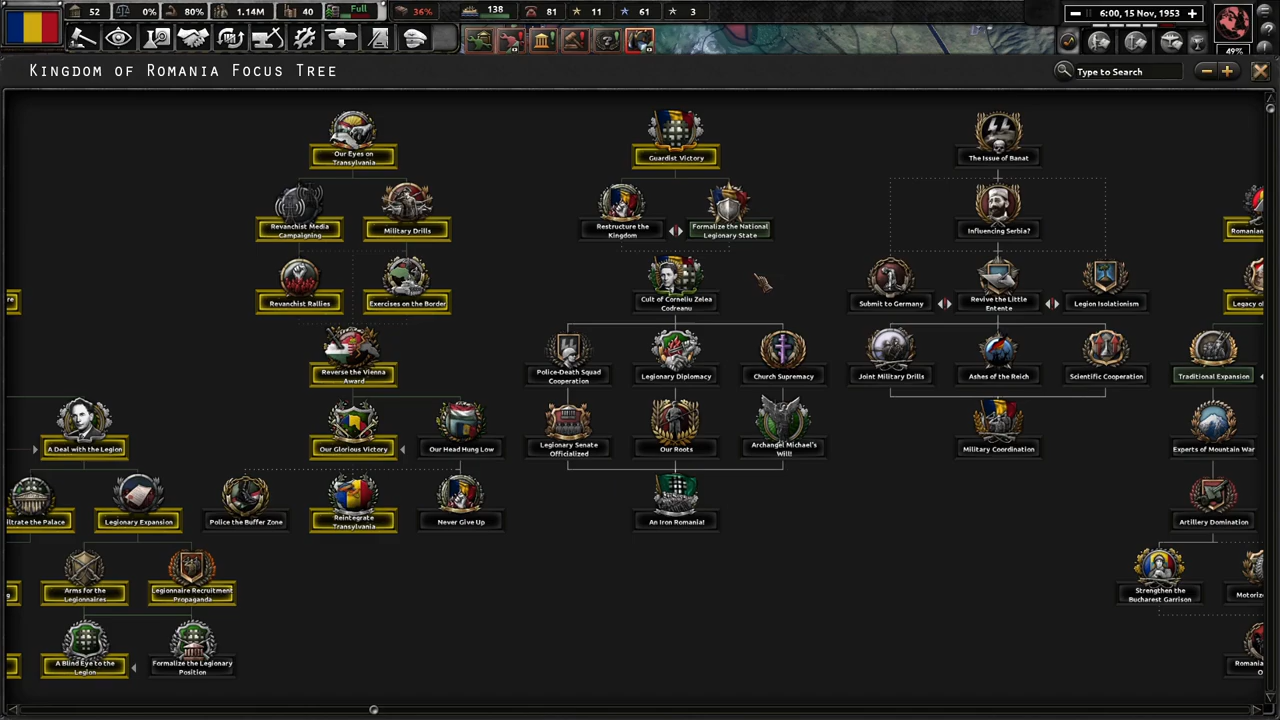 52
0%
80%
1.14M
40
Full
36%
138
81
11
61
3
6:00, 15 Nov, 1953
49%
Kingdom of Romania Focus Tree
Type to Search
Our Eyes on
Transylvania
Guardist Victory
The Issue of Banat
Revanchist Media
Campaigning
Military Drills
Restructure the
Kingdom
Formalize the National
Legionary State
Influencing Serbia?
Romanian
Revanchist Rallies
Exercises on the Border
Cult of Corneliu Zelea
Codreanu
Submit to Germany
Revive the Little
Entente
Legion Isolationism
Legacy of
Reverse the Vienna
Award
Police-Death Squad
Cooperation
Legionary Diplomacy
Church Supremacy
Joint Military Drills
Ashes of the Reich
Scientific Cooperation
Traditional Expansion
A Deal with the Legion
Our Glorious Victory
Our Head Hung Low
Legionary Senate
Officialized
Our Roots
Archangel Michael's
Will!
Military Coordination
Experts of Mountain War
iltrate the Palace
Legionary Expansion
Police the Buffer Zone
Reintegrate
Transylvania
Never Give Up
An Iron Romania!
Artillery Domination
Arms for the
Legionnaires
Legionnaire Recruitment
Propaganda
Strengthen the
Bucharest Garrison
Motoriz
A Blind Eye to the
Legion
Formalize the Legionary
Position
Romania